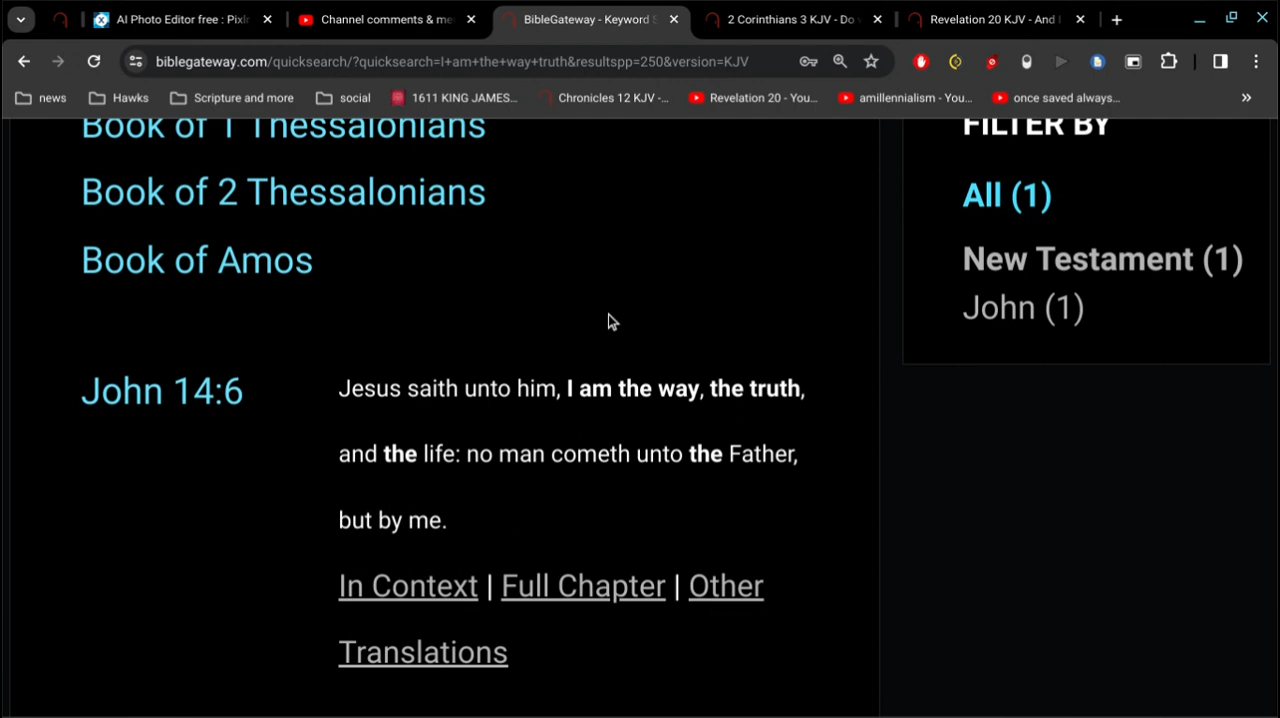 AI Photo Editor free : Pixlr
Channel comments & me
BibleGateway - Keyword S
2 Corinthians 3 KJV - Do
Revelation 20 KJV - And I
biblegateway.com/quicksearch/?quicksearch=I+am+the+way+truth&resultspp=250&version=KJV
news
Hawks
Scripture and more
social
1611 KING JAMES...
Chronicles 12 KJV -...
Revelation 20 - You...
amillennialism - You...
once saved always...
Book of 1 Thessalonians
Book of 2 Thessalonians
Book of Amos
FILTER BY
All (1)
New Testament (1)
John (1)
John 14:6
Jesus saith unto him, I am the way, the truth,
and the life: no man cometh unto the Father,
but by me.
In Context | Full Chapter | Other
Translations